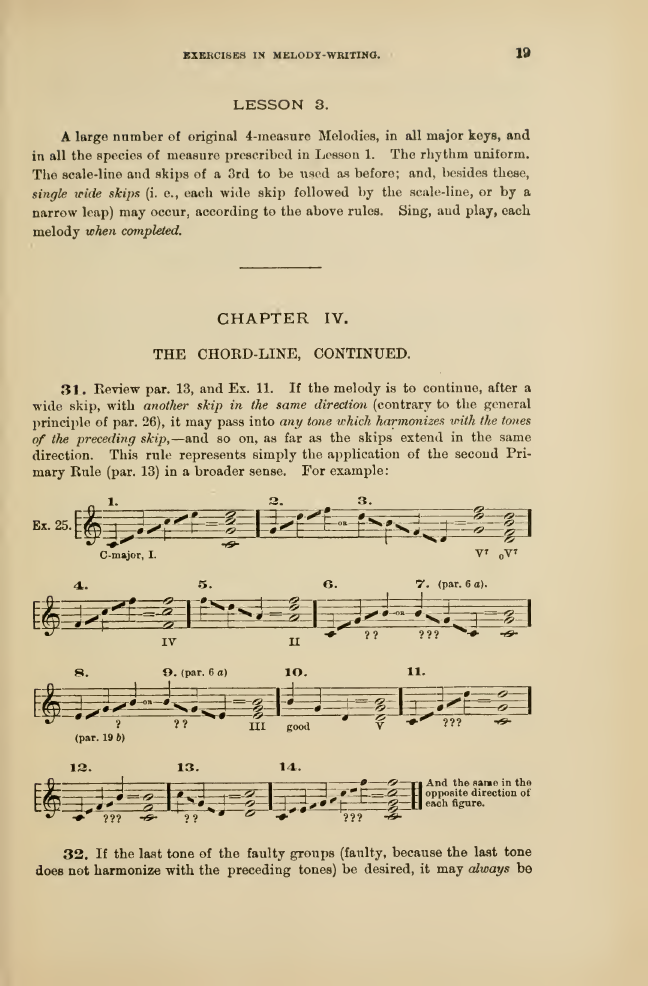 EXERCISES IN MELODY-WRITING. 19
LESSON 3.
A large number of original 4-measure Melodies, in all major keys, and
in all the species of measure prescribed in Lesson 1. The rhythm uniform.
The scale-line and skips of a 3rd to be used as before; and, besides these,
single wide skips (i. e., each wide skip followed by the scale-line, or by a
narrow leap) may occur, according to the above rules. Sing, and play, each
melody when completed.
CHAPTER IV.
THE CHORD-LINE, CONTINUED.
31. Review par. 13, and Ex. 11. If the melody is to continue, after a
wide skip, with another skip in the same direction (contrary to the general
principle of par. 26), it may pass into any tone which harmonizes with the tones
of the preceding skip,—and so on, as far as the skips extend in the same
direction. This rule represents simply the application of the second Pri-
mary Rule (par. 13) in a broader sense. For example:
1. 2. 3.
Ex. 25. or
C-major, I. V7 oV7
4. 5. 6. 7. (par. 6 a).
or
IV II ?? ???
8. 9. (par. 6 a) 10. 11.
or
? ?? III good V ???
(par. 19 b)
12. 13. 14.
And the same in the
opposite direction of
each figure.
??? ?? ???
32. If the last tone of the faulty groups (faulty, because the last tone
does not harmonize with the preceding tones) be desired, it may always be